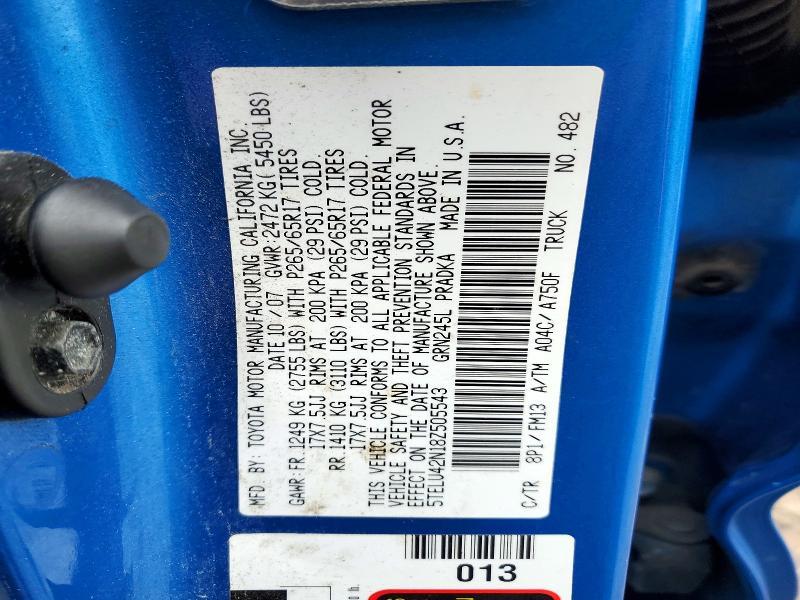 MFD. BY: TOYOTA MOTOR MANUFACTURING CALIFORNIA INC.
DATE 10 / 07 GVWR: 2472 KG ( 5450 LBS)
GAWR: FR. 1249 KG (2755 LBS) WITH P265/65R17 TIRES
17X7.5JJ RIMS AT 200 KPA (29 PSI) COLD.
RR. 1410 KG (3110 LBS) WITH P265/65R17 TIRES
17X7.5JJ RIMS AT 200 KPA (29 PSI) COLD.
THIS VEHICLE CONFORMS TO ALL APPLICABLE FEDERAL MOTOR
VEHICLE SAFETY AND THEFT PREVENTION STANDARDS IN
EFFECT ON THE DATE OF MANUFACTURE SHOWN ABOVE.
5TELU42N18Z505543 GRN245L PRADKA MADE IN U.S.A.
C/TR 8P1/FM13 A/TM A04C/A750F TRUCK NO. 482
013